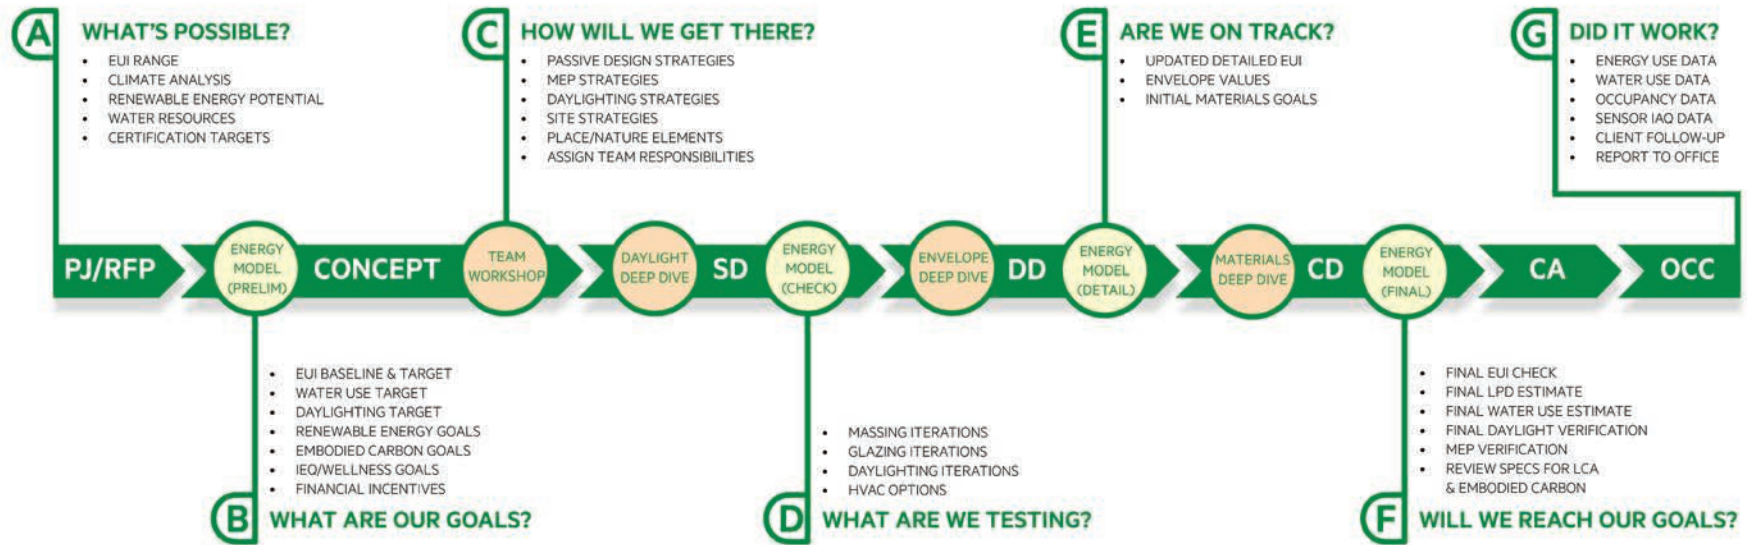 A
WHAT'S POSSIBLE?
• EUI RANGE
• CLIMATE ANALYSIS
• RENEWABLE ENERGY POTENTIAL
• WATER RESOURCES
• CERTIFICATION TARGETS
C
HOW WILL WE GET THERE?
• PASSIVE DESIGN STRATEGIES
• MEP STRATEGIES
• DAYLIGHTING STRATEGIES
• SITE STRATEGIES
• PLACE/NATURE ELEMENTS
• ASSIGN TEAM RESPONSIBILITIES
E
ARE WE ON TRACK?
• UPDATED DETAILED EUI
• ENVELOPE VALUES
• INITIAL MATERIALS GOALS
G
DID IT WORK?
• ENERGY USE DATA
• WATER USE DATA
• OCCUPANCY DATA
• SENSOR IAQ DATA
• CLIENT FOLLOW-UP
• REPORT TO OFFICE
PJ/RFP
ENERGY
MODEL
(PRELIM)
CONCEPT
TEAM
WORKSHOP
DAYLIGHT
DEEP DIVE
SD
ENERGY
MODEL
(CHECK)
ENVELOPE
DEEP DIVE
DD
ENERGY
MODEL
(DETAIL)
MATERIALS
DEEP DIVE
CD
ENERGY
MODEL
(FINAL)
CA
OCC
• EUI BASELINE & TARGET
• WATER USE TARGET
• DAYLIGHTING TARGET
• RENEWABLE ENERGY GOALS
• EMBODIED CARBON GOALS
• IEQ/WELLNESS GOALS
• FINANCIAL INCENTIVES
B
WHAT ARE OUR GOALS?
• MASSING ITERATIONS
• GLAZING ITERATIONS
• DAYLIGHTING ITERATIONS
• HVAC OPTIONS
D
WHAT ARE WE TESTING?
• FINAL EUI CHECK
• FINAL LPD ESTIMATE
• FINAL WATER USE ESTIMATE
• FINAL DAYLIGHT VERIFICATION
• MEP VERIFICATION
• REVIEW SPECS FOR LCA
& EMBODIED CARBON
F
WILL WE REACH OUR GOALS?